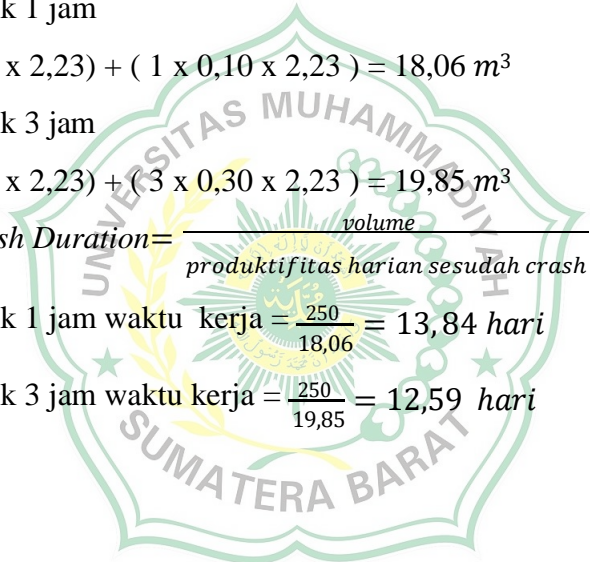 k 1 jam
x 2,23) + ( 1 x 0,10 x 2,23 ) = 18,06 m³
k 3 jam
x 2,23) + ( 3 x 0,30 x 2,23 ) = 19,85 m³
sh Duration= volume / produktifitas harian sesudah crash
k 1 jam waktu kerja = 250 / 18,06 = 13,84 hari
k 3 jam waktu kerja = 250 / 19,85 = 12,59 hari
UNIVERSITAS MUHAMMADIYAH
SUMATERA BARAT